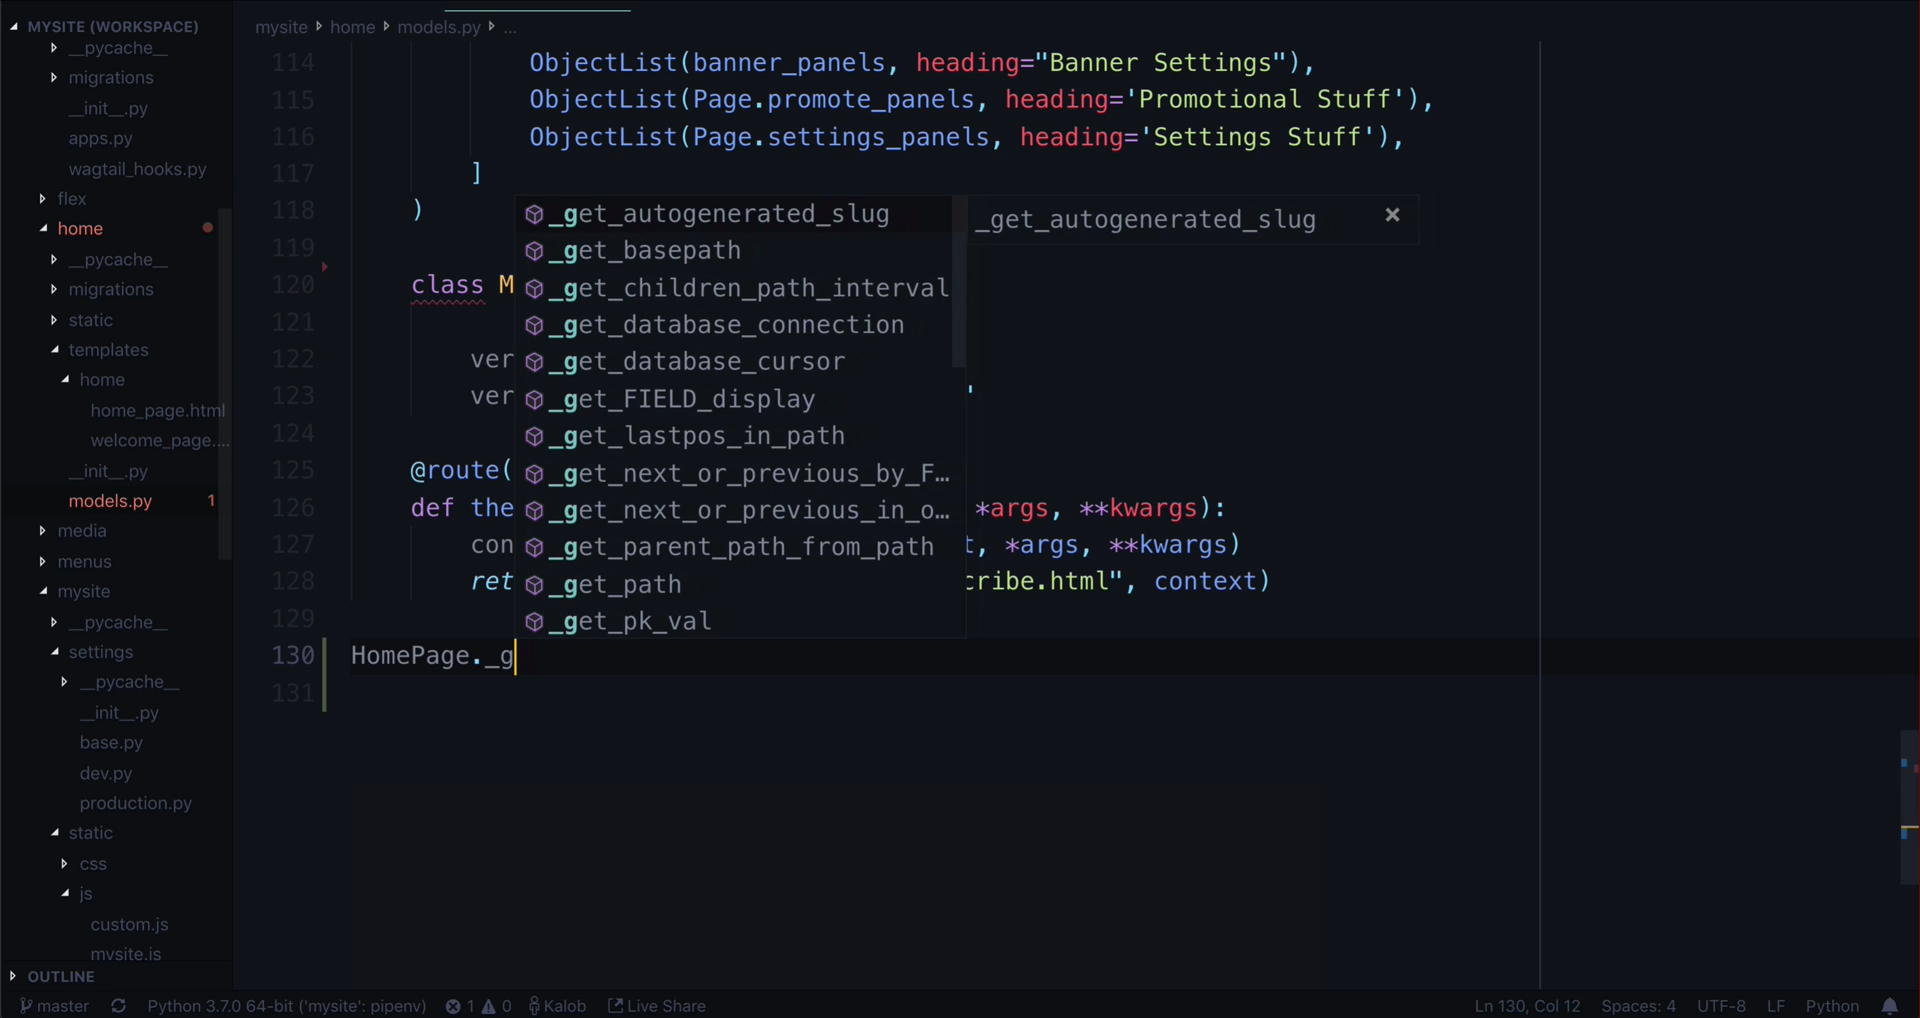 MYSITE (WORKSPACE)
__pycache__
migrations
__init__.py
apps.py
wagtail_hooks.py
flex
home
__pycache__
migrations
static
templates
home
home_page.html
welcome_page....
__init__.py
models.py 1
media
menus
mysite
__pycache__
settings
__pycache__
__init__.py
base.py
dev.py
production.py
static
css
js
custom.js
mysite.js
OUTLINE
mysite home models.py ...
114 ObjectList(banner_panels, heading="Banner Settings"),
115 ObjectList(Page.promote_panels, heading='Promotional Stuff'),
116 ObjectList(Page.settings_panels, heading='Settings Stuff'),
117 ]
118 )
119
120 class M
121
122 ver
123 ver '
124
125 @route(
126 def the *args, **kwargs):
127 con t, *args, **kwargs)
128 ret cribe.html", context)
129
130 HomePage._g
131
_get_autogenerated_slug
_get_basepath
_get_children_path_interval
_get_database_connection
_get_database_cursor
_get_FIELD_display
_get_lastpos_in_path
_get_next_or_previous_by_F…
_get_next_or_previous_in_o…
_get_parent_path_from_path
_get_path
_get_pk_val
_get_autogenerated_slug ×
master Python 3.7.0 64-bit ('mysite': pipenv) 1 0 Kalob Live Share Ln 130, Col 12 Spaces: 4 UTF-8 LF Python